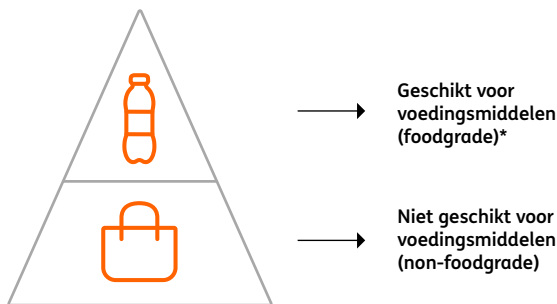 Geschikt voor
voedingsmiddelen
(foodgrade)*
Niet geschikt voor
voedingsmiddelen
(non-foodgrade)